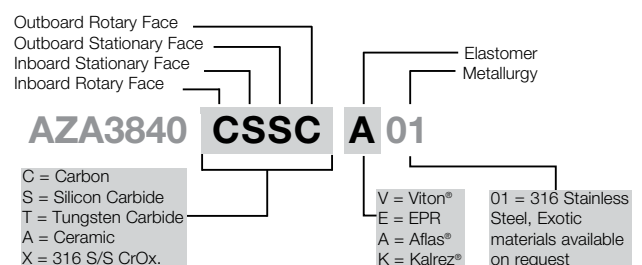 Outboard Rotary Face
Outboard Stationary Face
Inboard Stationary Face
Inboard Rotary Face
Elastomer
Metallurgy
AZA3840 CSSC A 01
C = Carbon
S = Silicon Carbide
T = Tungsten Carbide
A = Ceramic
X = 316 S/S CrOx.
V = Viton®
E = EPR
A = Aflas®
K = Kalrez®
01 = 316 Stainless
Steel, Exotic
materials available
on request